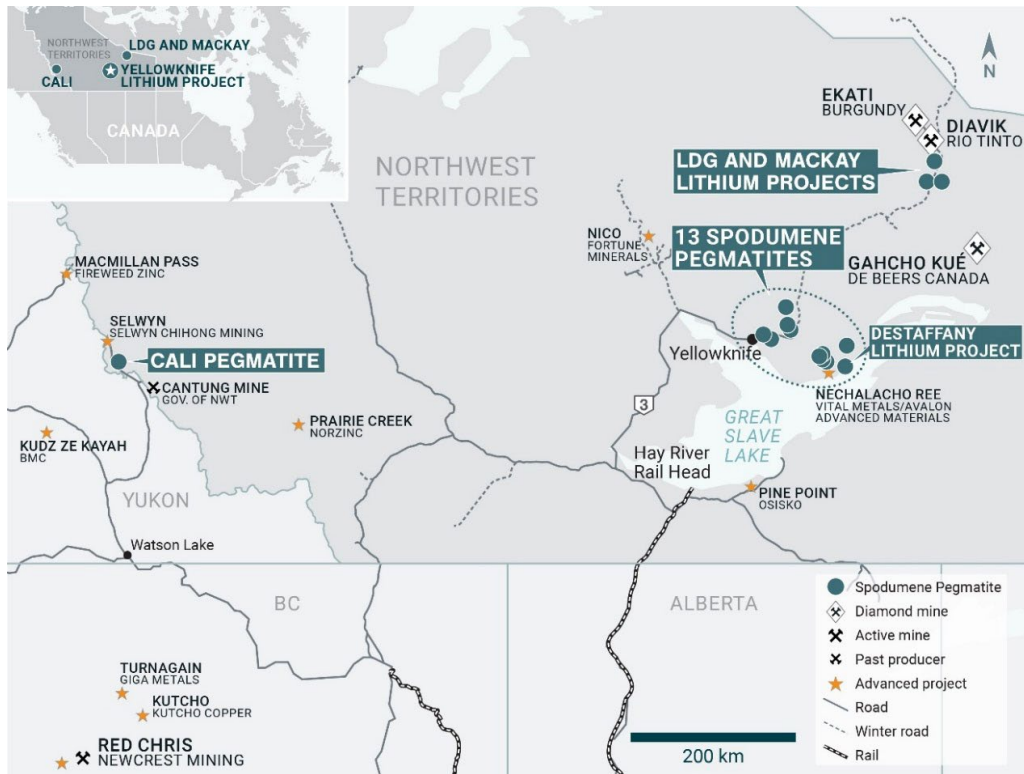 NORTHWEST
TERRITORIES
LDG AND MACKAY
CALI
YELLOWKNIFE
LITHIUM PROJECT
CANADA
N
EKATI
BURGUNDY
DIAVIK
RIO TINTO
NORTHWEST
TERRITORIES
LDG AND MACKAY
LITHIUM PROJECTS
NICO
FORTUNE
MINERALS
13 SPODUMENE
PEGMATITES
GAHCHO KUÉ
DE BEERS CANADA
MACMILLAN PASS
FIREWEED ZINC
SELWYN
SELWYN CHIHONG MINING
CALI PEGMATITE
CANTUNG MINE
GOV. OF NWT
Yellowknife
DESTAFFANY
LITHIUM PROJECT
NECHALACHO REE
VITAL METALS/AVALON
ADVANCED MATERIALS
3
PRAIRIE CREEK
NORZINC
GREAT
SLAVE
LAKE
KUDZ ZE KAYAH
BMC
Hay River
Rail Head
PINE POINT
OSISKO
YUKON
Watson Lake
BC
ALBERTA
TURNAGAIN
GIGA METALS
KUTCHO
KUTCHO COPPER
RED CHRIS
NEWCREST MINING
200 km
Spodumene Pegmatite
Diamond mine
Active mine
Past producer
Advanced project
Road
Winter road
Rail